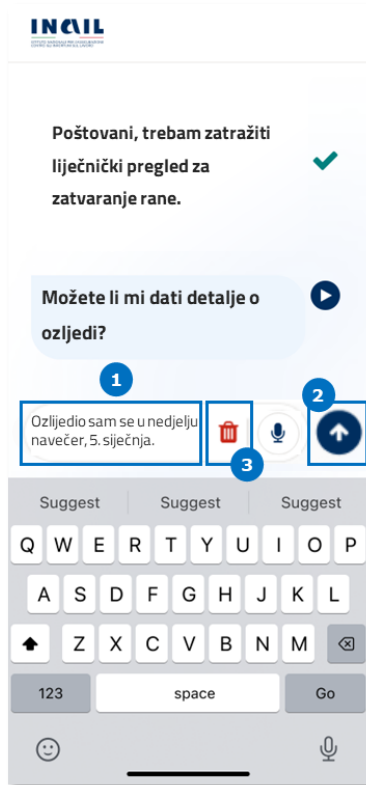 INAIL
Poštovani, trebam zatražiti
liječnički pregled za
zatvaranje rane.
Možete li mi dati detalje o
ozljedi?
1
2
Ozlijedio sam se u nedjelju
navečer, 5. siječnja.
3
Suggest Suggest Suggest
Q W E R T Y U I O P
A S D F G H J K L
Z X C V B N M
123 space Go